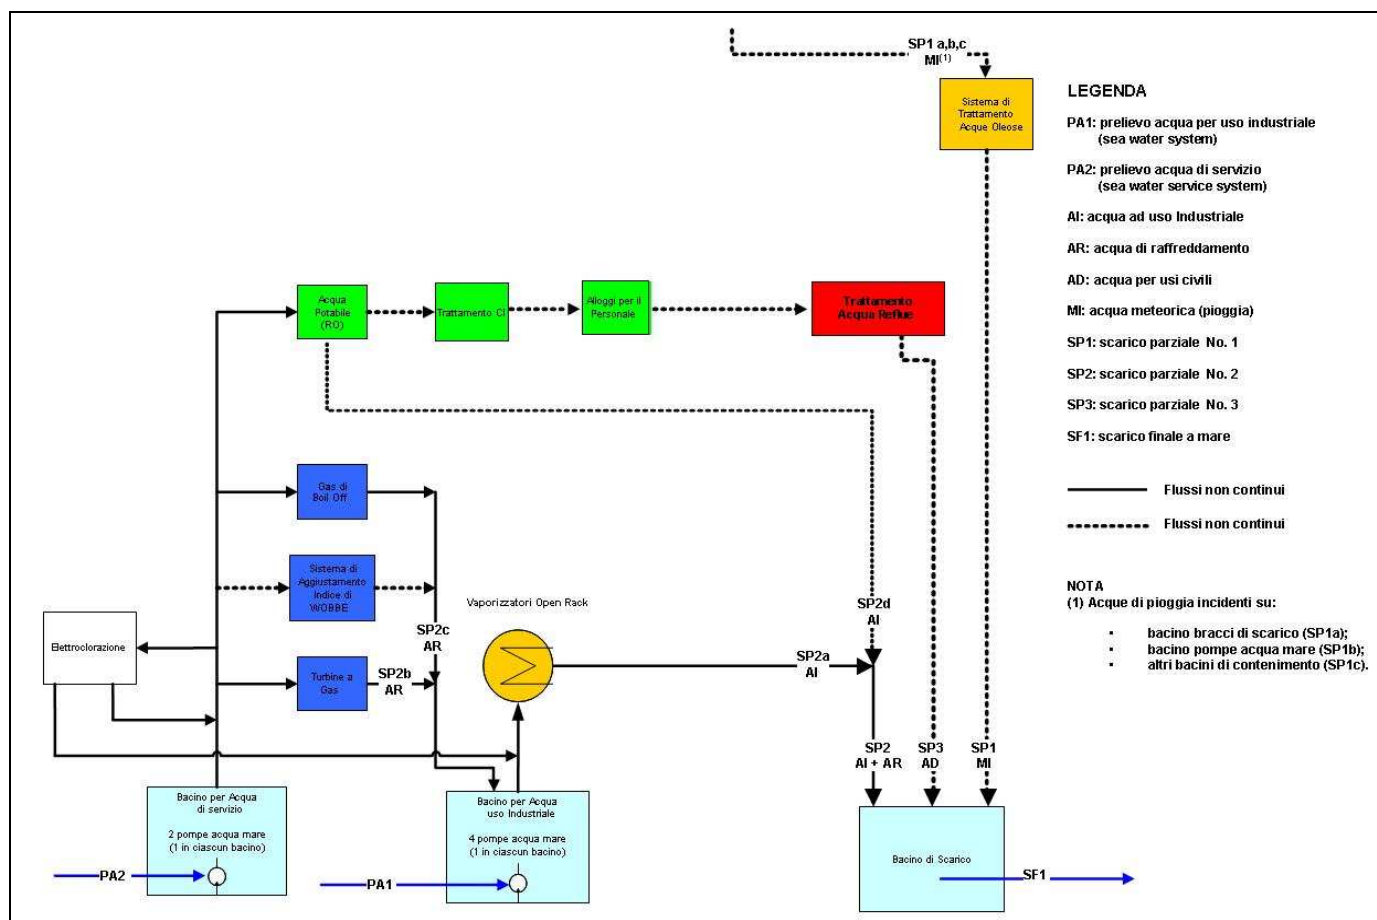 SP1 a,b,c
MI(1)
Sistema di
Trattamento
Acque Oleose
LEGENDA
PA1: prelievo acqua per uso industriale
(sea water system)
PA2: prelievo acqua di servizio
(sea water service system)
AI: acqua ad uso Industriale
AR: acqua di raffreddamento
AD: acqua per usi civili
MI: acqua meteorica (pioggia)
SP1: scarico parziale No. 1
SP2: scarico parziale No. 2
SP3: scarico parziale No. 3
SF1: scarico finale a mare
Flussi non continui
Flussi non continui
NOTA
(1) Acque di pioggia incidenti su:
▪ bacino bracci di scarico (SP1a);
▪ bacino pompe acqua mare (SP1b);
▪ altri bacini di contenimento (SP1c).
Acqua
Potabile
(RO)
Trattamento Cl
Alloggi per il
Personale
Trattamento
Acqua Reflue
Gas di
Boil Off
Sistema di
Aggiustamento
Indice di
WOBBE
Elettroclorazione
Turbine a
Gas
SP2b
AR
SP2c
AR
Vaporizzatori Open Rack
SP2a
AI
SP2d
AI
SP2
AI + AR
SP3
AD
SP1
MI
Bacino per Acqua
di servizio
2 pompe acqua mare
(1 in ciascun bacino)
PA2
Bacino per Acqua
uso Industriale
4 pompe acqua mare
(1 in ciascun bacino)
PA1
Bacino di Scarico
SF1